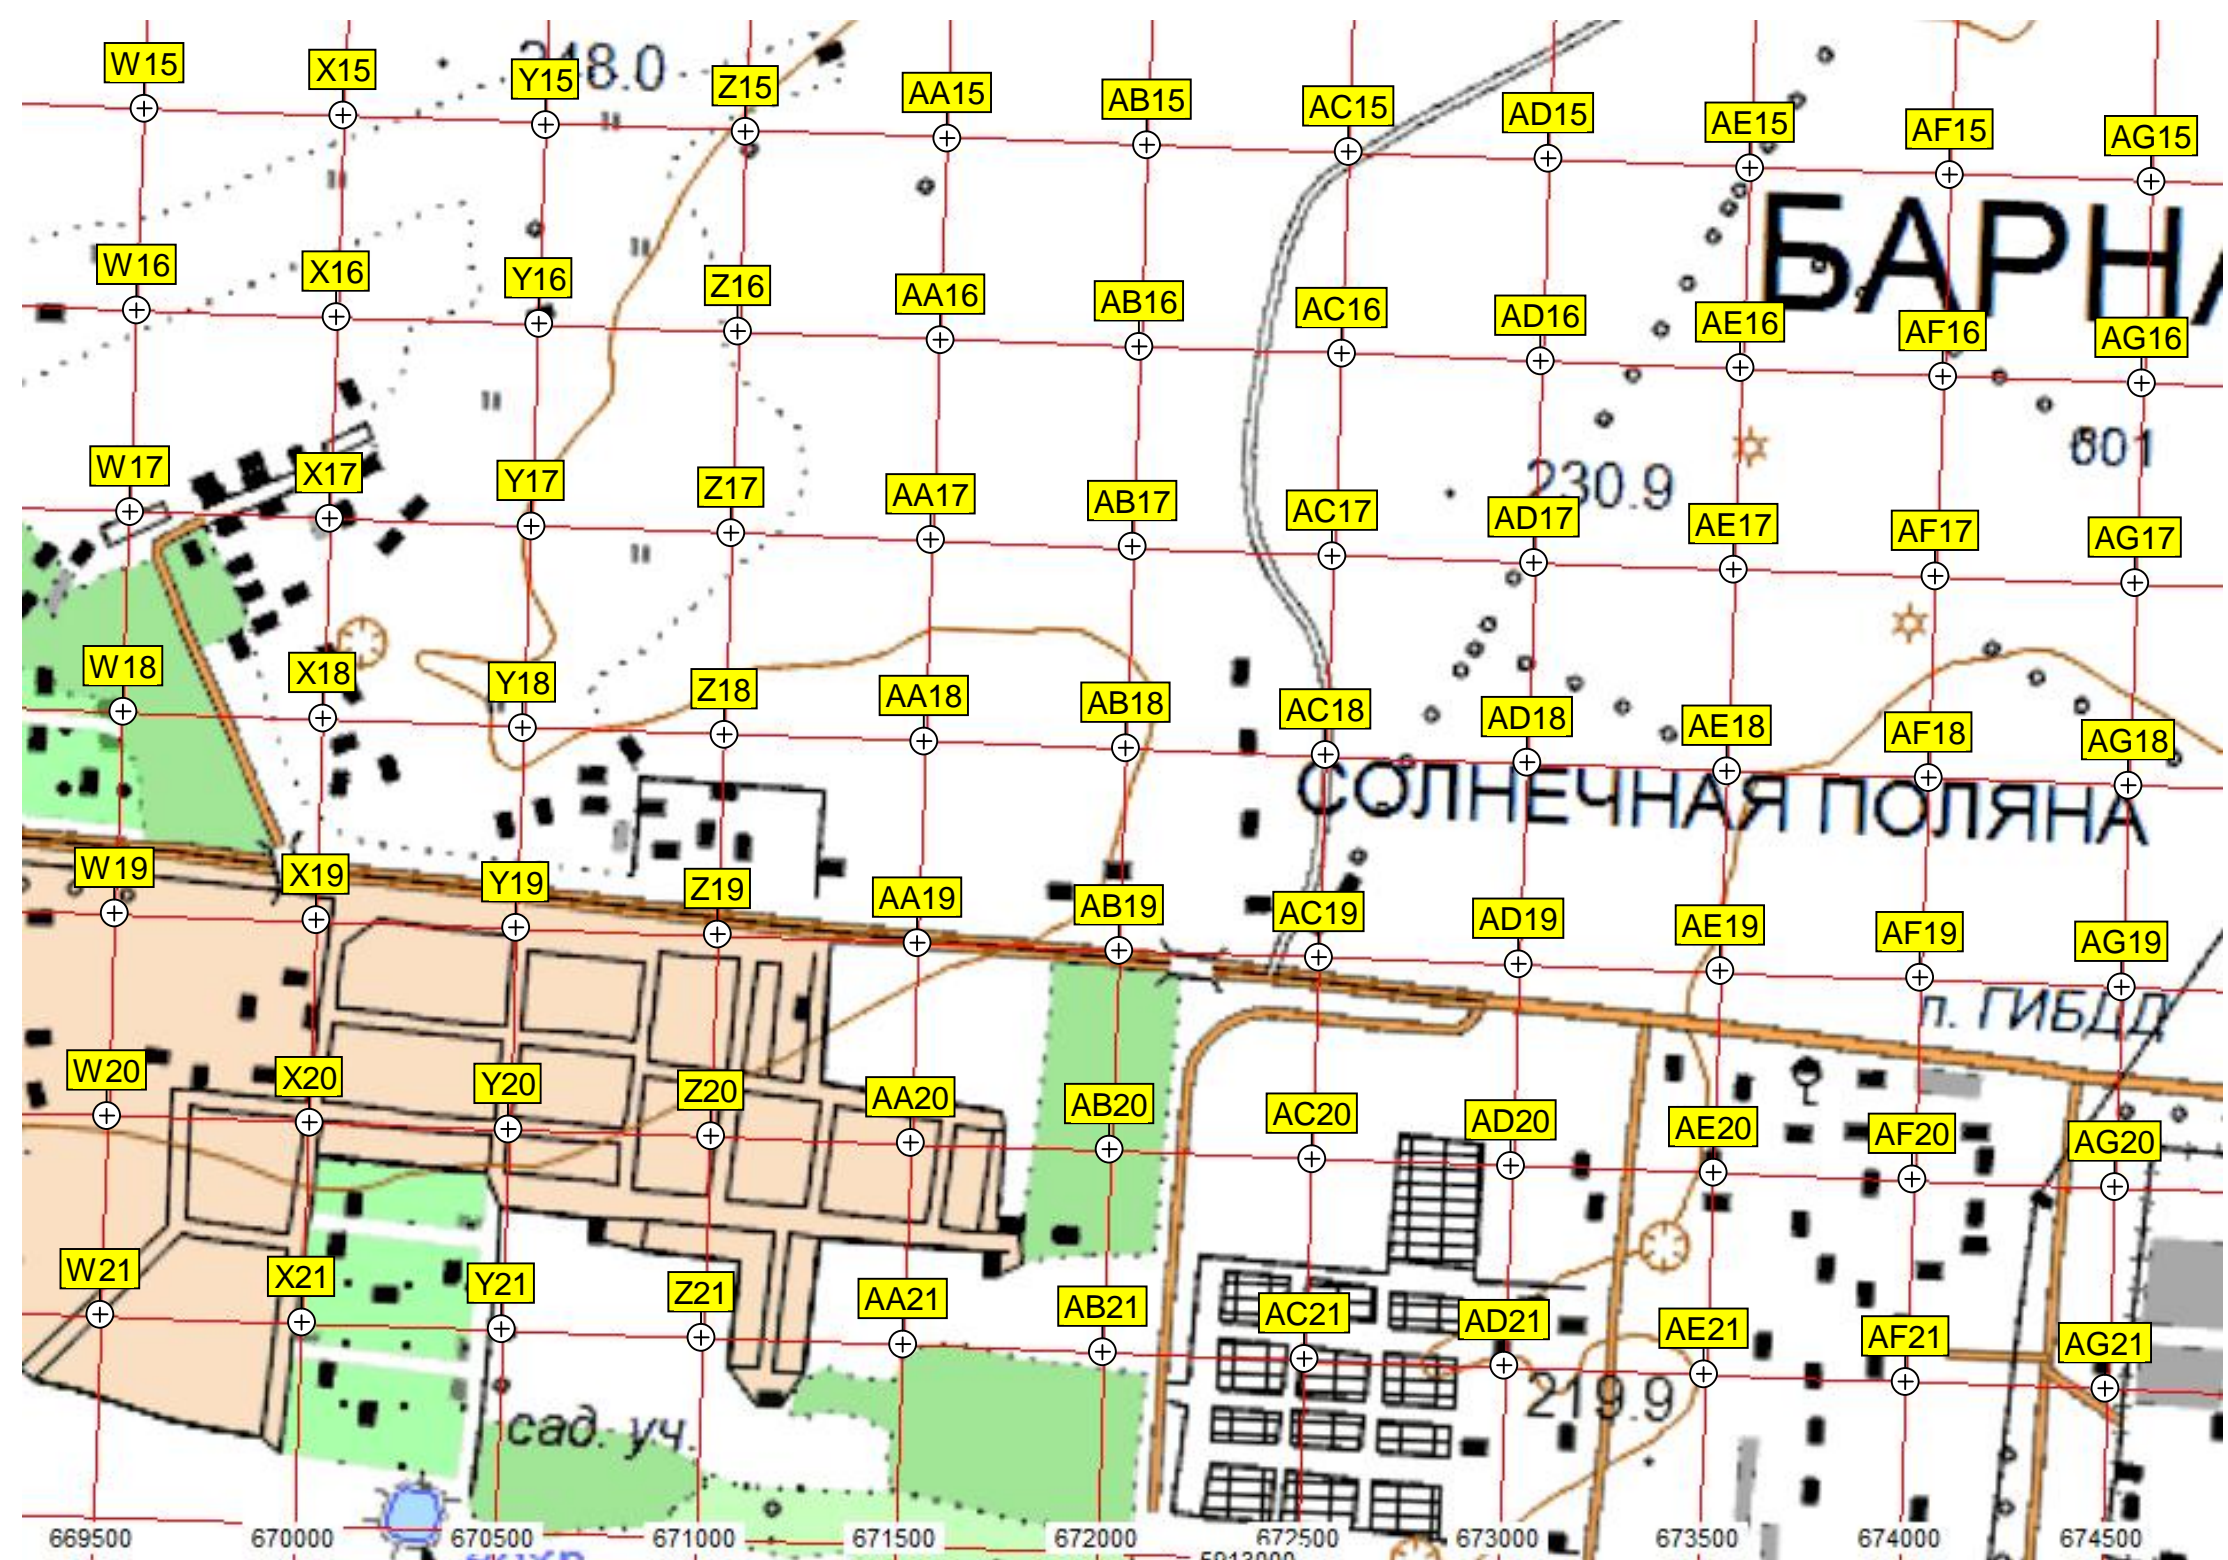 248.0
W15 X15 Y15 Z15 AA15 AB15 AC15 AD15 AE15 AF15 AG15
БАРНА
W16 X16 Y16 Z16 AA16 AB16 AC16 AD16 AE16 AF16 AG16
601
230.9
W17 X17 Y17 Z17 AA17 AB17 AC17 AD17 AE17 AF17 AG17
W18 X18 Y18 Z18 AA18 AB18 AC18 AD18 AE18 AF18 AG18
СОЛНЕЧНАЯ ПОЛЯНА
W19 X19 Y19 Z19 AA19 AB19 AC19 AD19 AE19 AF19 AG19
п. ГИБДД
W20 X20 Y20 Z20 AA20 AB20 AC20 AD20 AE20 AF20 AG20
W21 X21 Y21 Z21 AA21 AB21 AC21 AD21 AE21 AF21 AG21
219.9
сад. уч.
669500 670000 670500 671000 671500 672000 672500 673000 673500 674000 674500